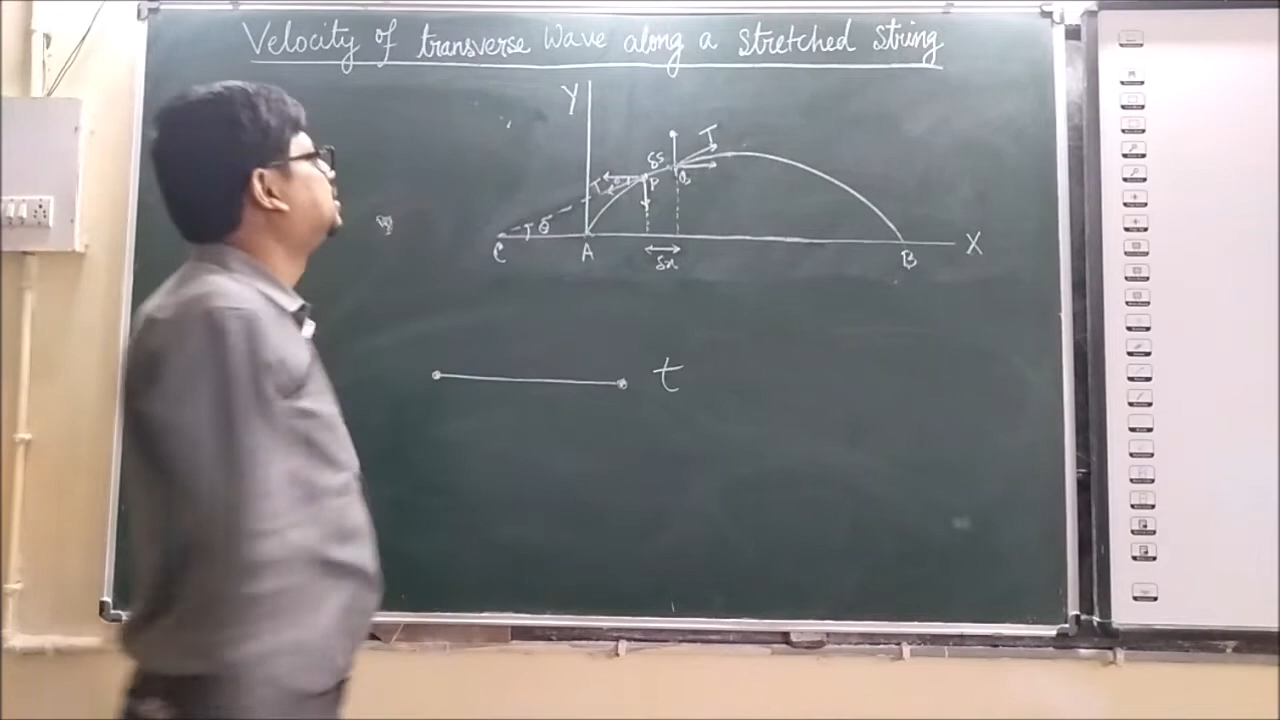 Velocity of transverse wave along a stretched string
Y
T
δs
T
P
Q
θ
C
A
B
X
δx
t